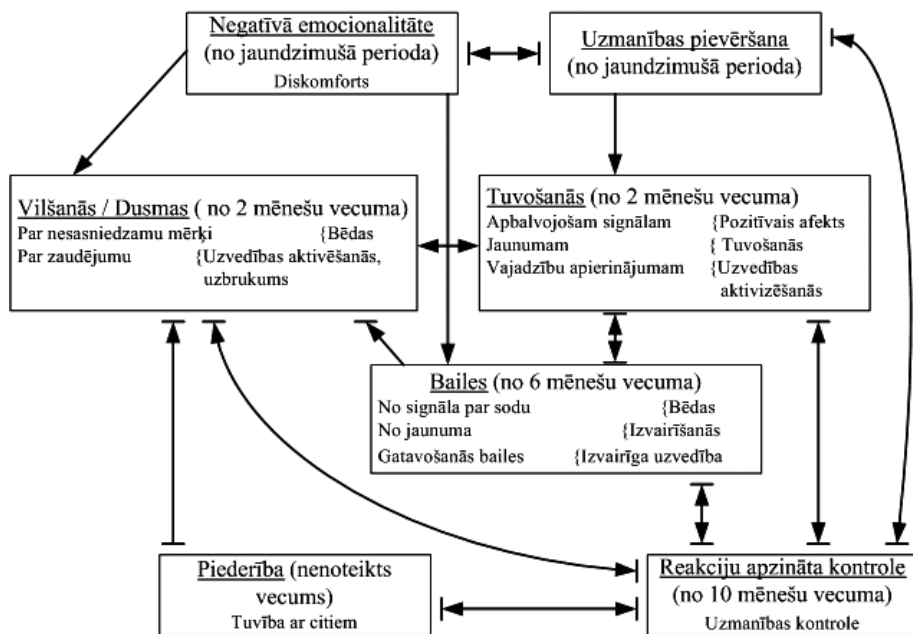 Negatīvā emocionalitāte
(no jaundzimušā perioda)
Diskomforts
Uzmanības pievēršana
(no jaundzimušā perioda)
Vilšanās / Dusmas ( no 2 mēnešu vecuma)
Par nesasniedzamu mērķi {Bēdas
Par zaudējumu {Uzvedības aktivēšanās,
uzbrukums
Tuvošanās (no 2 mēnešu vecuma)
Apbalvojošam signālam {Pozitīvais afekts
Jaunumam { Tuvošanās
Vajadzību apierinājumam {Uzvedības
aktivizēšanās
Bailes (no 6 mēnešu vecuma)
No signāla par sodu {Bēdas
No jaunuma {Izvairīšanās
Gatavošanās bailes {Izvairīga uzvedība
Piederība (nenoteikts
vecums)
Tuvība ar citiem
Reakciju apzināta kontrole
(no 10 mēnešu vecuma)
Uzmanības kontrole